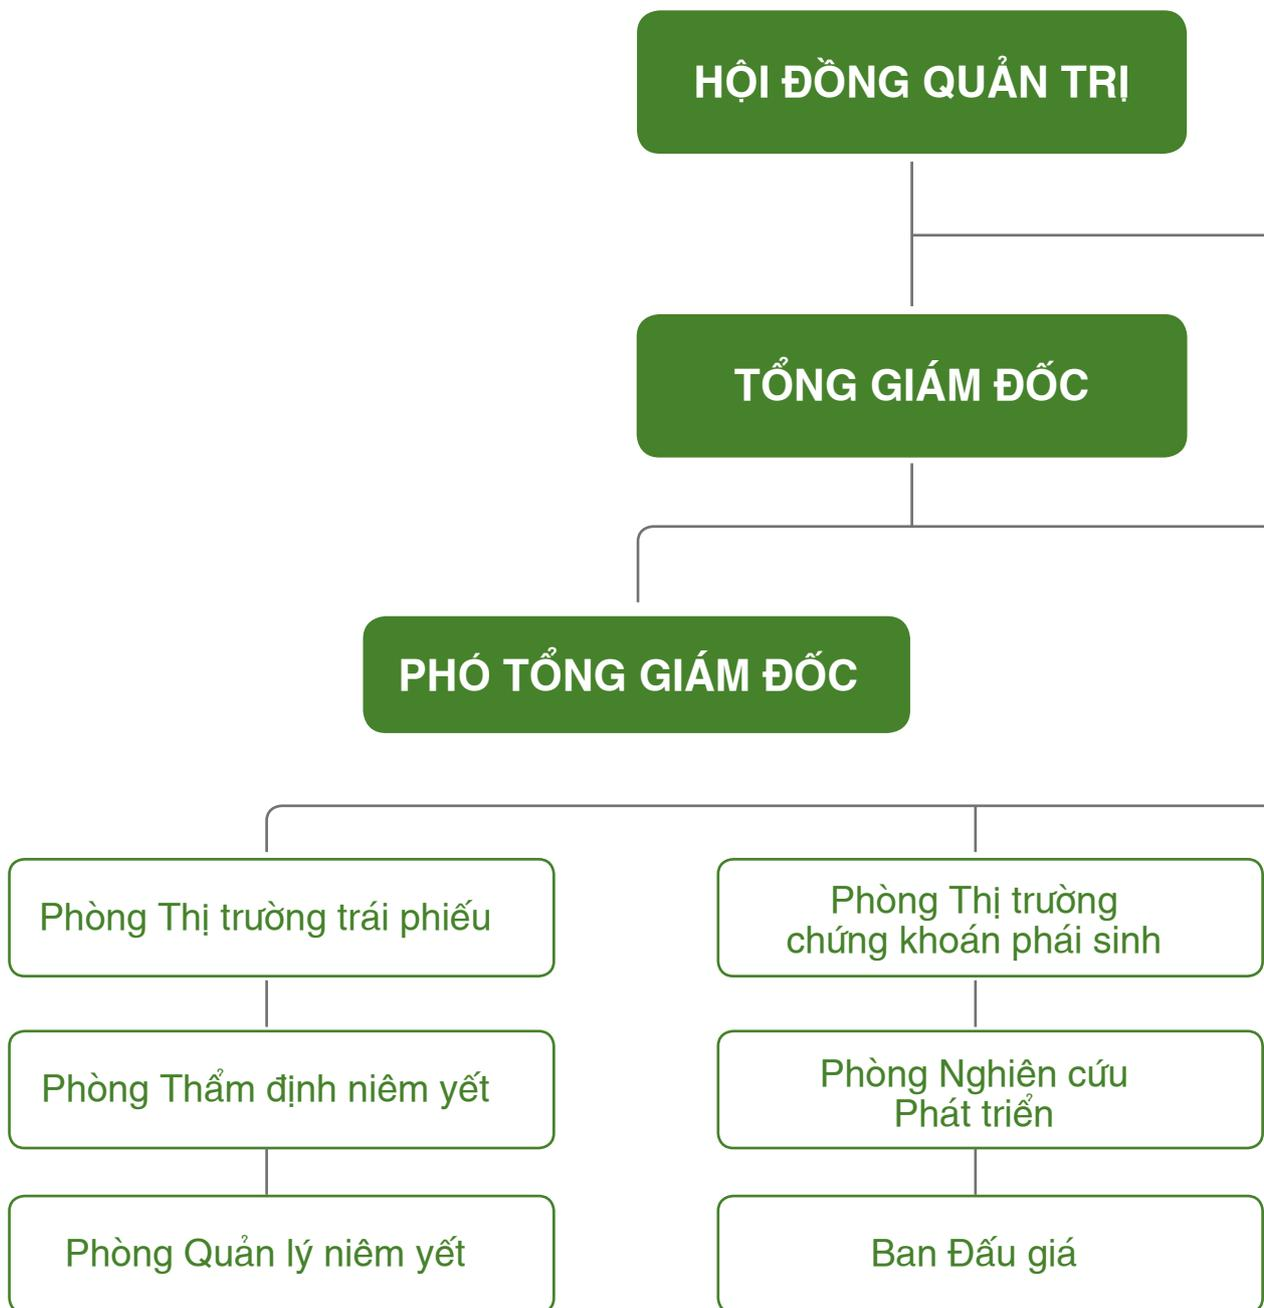 HỘI ĐỒNG QUẢN TRỊ
TỔNG GIÁM ĐỐC
PHÓ TỔNG GIÁM ĐỐC
Phòng Thị trường trái phiếu
Phòng Thị trường
chứng khoán phái sinh
Phòng Thẩm định niêm yết
Phòng Nghiên cứu
Phát triển
Phòng Quản lý niêm yết
Ban Đấu giá